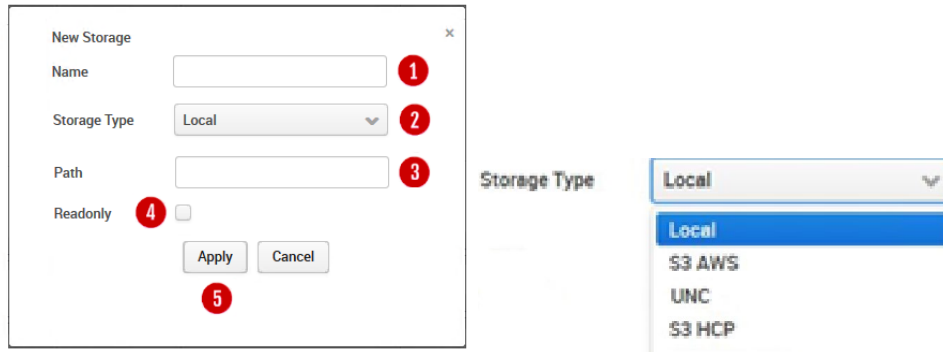 New Storage ×
Name 1
Storage Type Local 2
Path 3
Readonly 4
Apply Cancel
5
Storage Type Local
Local
S3 AWS
UNC
S3 HCP